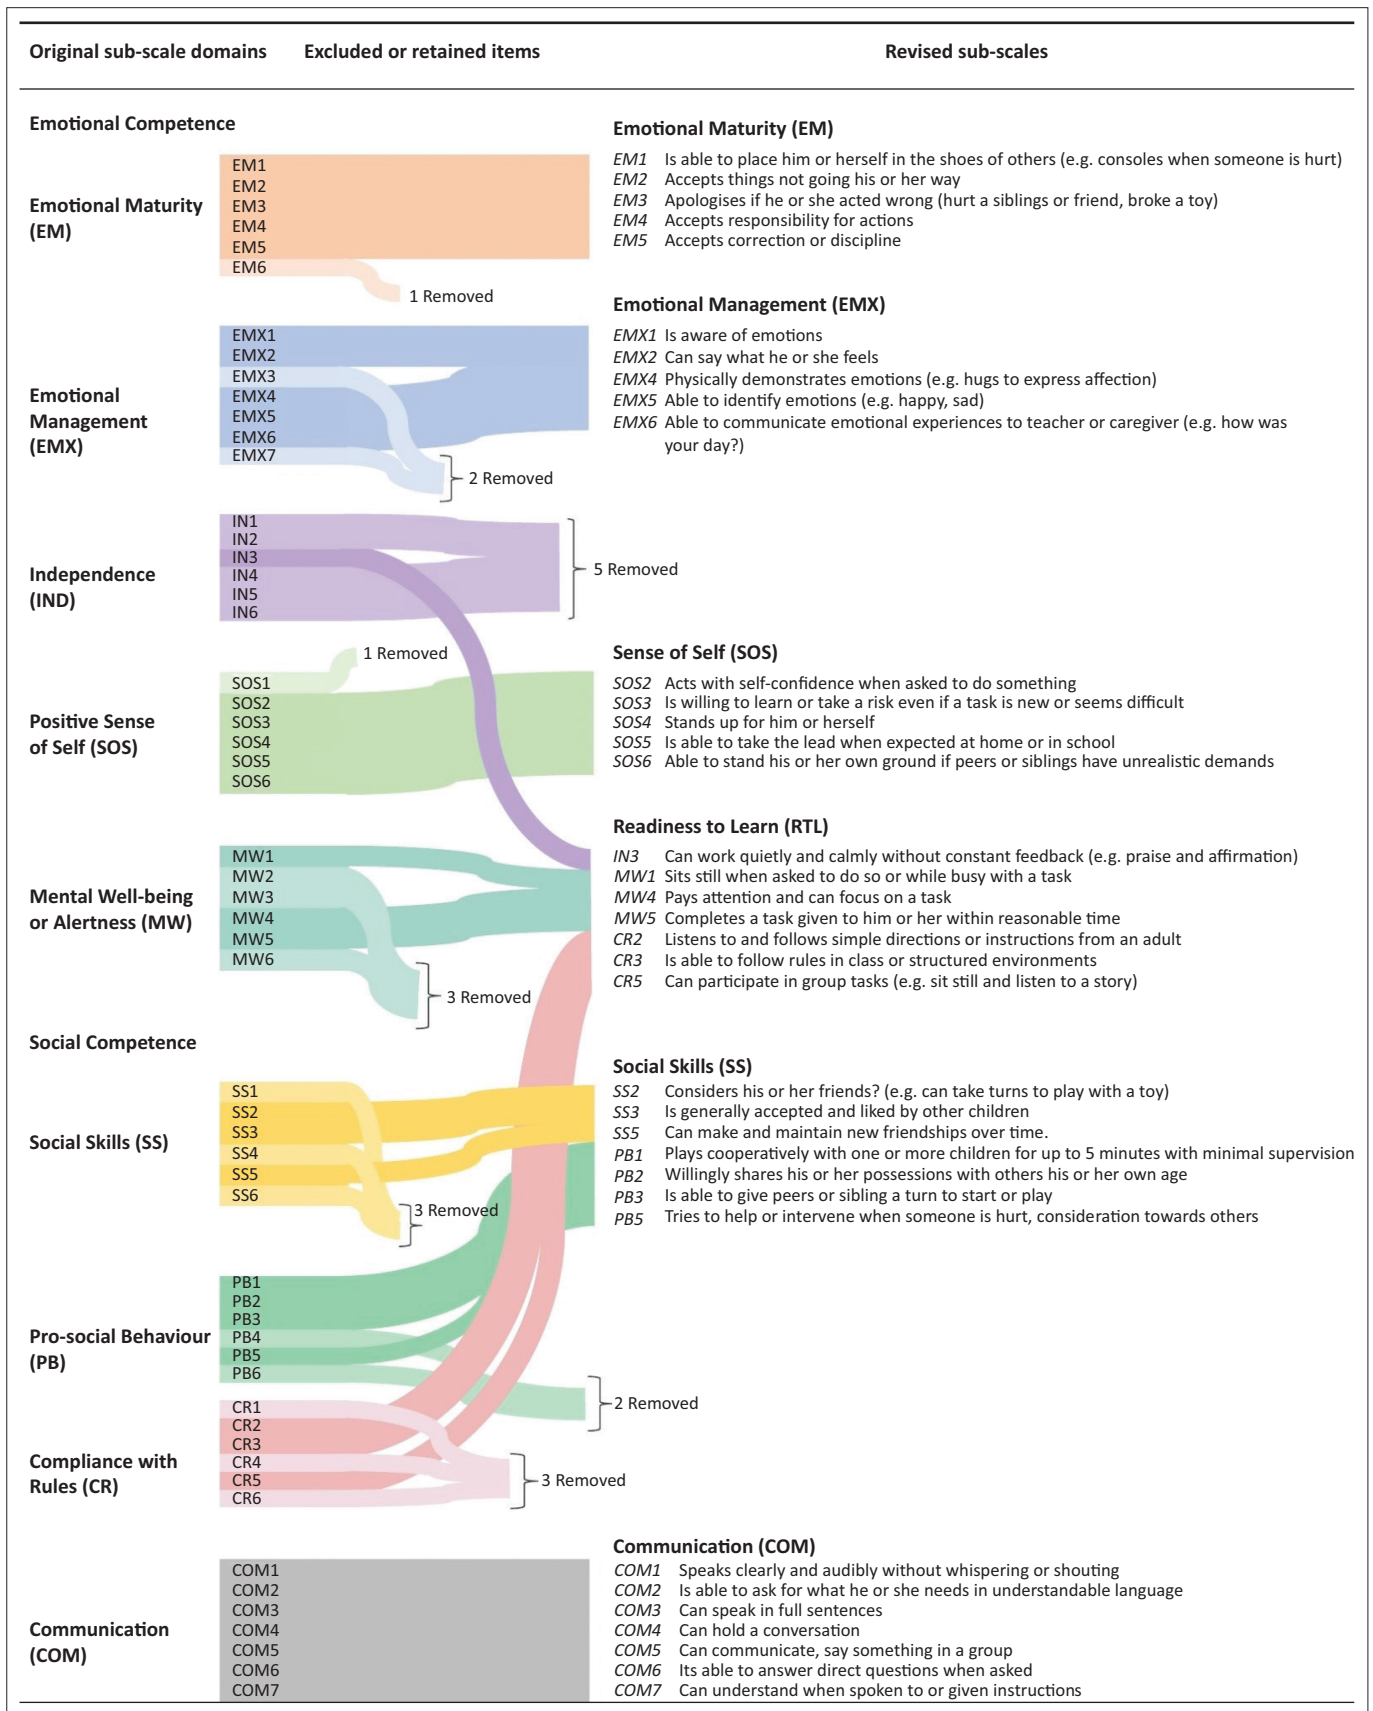 Original sub-scale domains Excluded or retained items Revised sub-scales
Emotional Competence
Emotional Maturity
(EM)
EM1
EM2
EM3
EM4
EM5
EM6
1 Removed
Emotional Maturity (EM)
EM1 Is able to place him or herself in the shoes of others (e.g. consoles when someone is hurt)
EM2 Accepts things not going his or her way
EM3 Apologises if he or she acted wrong (hurt a siblings or friend, broke a toy)
EM4 Accepts responsibility for actions
EM5 Accepts correction or discipline
Emotional
Management
(EMX)
EMX1
EMX2
EMX3
EMX4
EMX5
EMX6
EMX7
2 Removed
Emotional Management (EMX)
EMX1 Is aware of emotions
EMX2 Can say what he or she feels
EMX4 Physically demonstrates emotions (e.g. hugs to express affection)
EMX5 Able to identify emotions (e.g. happy, sad)
EMX6 Able to communicate emotional experiences to teacher or caregiver (e.g. how was
your day?)
Independence
(IND)
IN1
IN2
IN3
IN4
IN5
IN6
5 Removed
Positive Sense
of Self (SOS)
1 Removed
SOS1
SOS2
SOS3
SOS4
SOS5
SOS6
Sense of Self (SOS)
SOS2 Acts with self-confidence when asked to do something
SOS3 Is willing to learn or take a risk even if a task is new or seems difficult
SOS4 Stands up for him or herself
SOS5 Is able to take the lead when expected at home or in school
SOS6 Able to stand his or her own ground if peers or siblings have unrealistic demands
Mental Well-being
or Alertness (MW)
MW1
MW2
MW3
MW4
MW5
MW6
3 Removed
Readiness to Learn (RTL)
IN3 Can work quietly and calmly without constant feedback (e.g. praise and affirmation)
MW1 Sits still when asked to do so or while busy with a task
MW4 Pays attention and can focus on a task
MW5 Completes a task given to him or her within reasonable time
CR2 Listens to and follows simple directions or instructions from an adult
CR3 Is able to follow rules in class or structured environments
CR5 Can participate in group tasks (e.g. sit still and listen to a story)
Social Competence
Social Skills (SS)
SS1
SS2
SS3
SS4
SS5
SS6
3 Removed
Social Skills (SS)
SS2 Considers his or her friends? (e.g. can take turns to play with a toy)
SS3 Is generally accepted and liked by other children
SS5 Can make and maintain new friendships over time.
PB1 Plays cooperatively with one or more children for up to 5 minutes with minimal supervision
PB2 Willingly shares his or her possessions with others his or her own age
PB3 Is able to give peers or sibling a turn to start or play
PB5 Tries to help or intervene when someone is hurt, consideration towards others
Pro-social Behaviour
(PB)
PB1
PB2
PB3
PB4
PB5
PB6
2 Removed
Compliance with
Rules (CR)
CR1
CR2
CR3
CR4
CR5
CR6
3 Removed
Communication
(COM)
COM1
COM2
COM3
COM4
COM5
COM6
COM7
Communication (COM)
COM1 Speaks clearly and audibly without whispering or shouting
COM2 Is able to ask for what he or she needs in understandable language
COM3 Can speak in full sentences
COM4 Can hold a conversation
COM5 Can communicate, say something in a group
COM6 Its able to answer direct questions when asked
COM7 Can understand when spoken to or given instructions